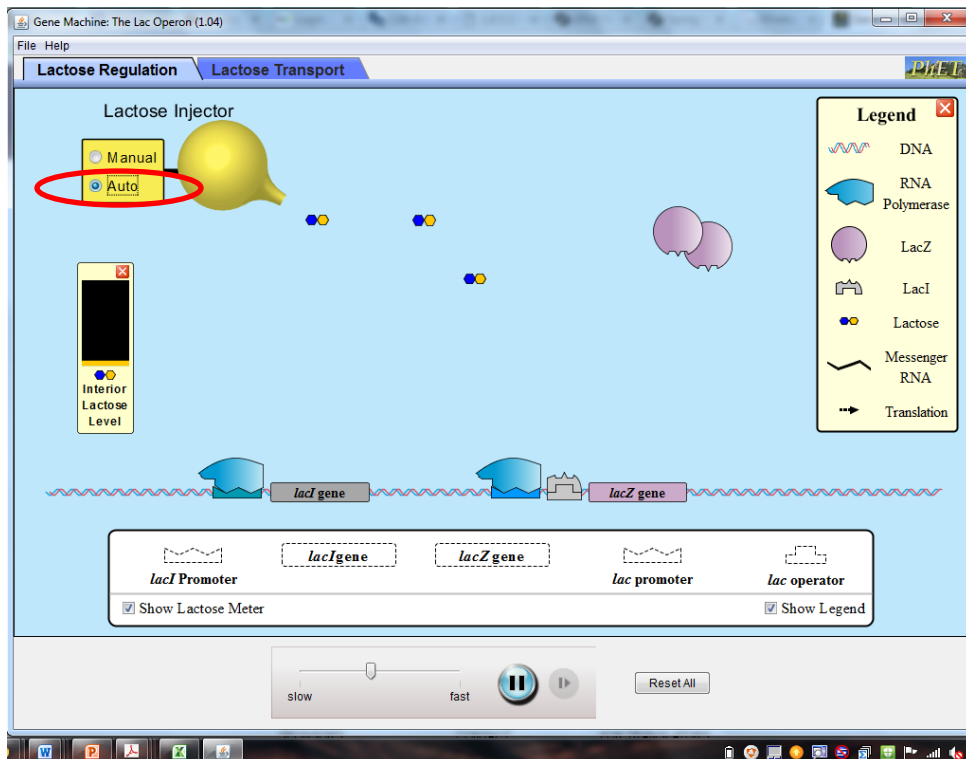 Gene Machine: The Lac Operon (1.04)
File Help
Lactose Regulation
Lactose Transport
PhET
Lactose Injector
Manual
Auto
Interior
Lactose
Level
Legend
DNA
RNA
Polymerase
LacZ
LacI
Lactose
Messenger
RNA
Translation
lacI gene
lacZ gene
lacI Promoter
lacIgene
lacZ gene
lac promoter
lac operator
Show Lactose Meter
Show Legend
slow
fast
Reset All
W
P
X